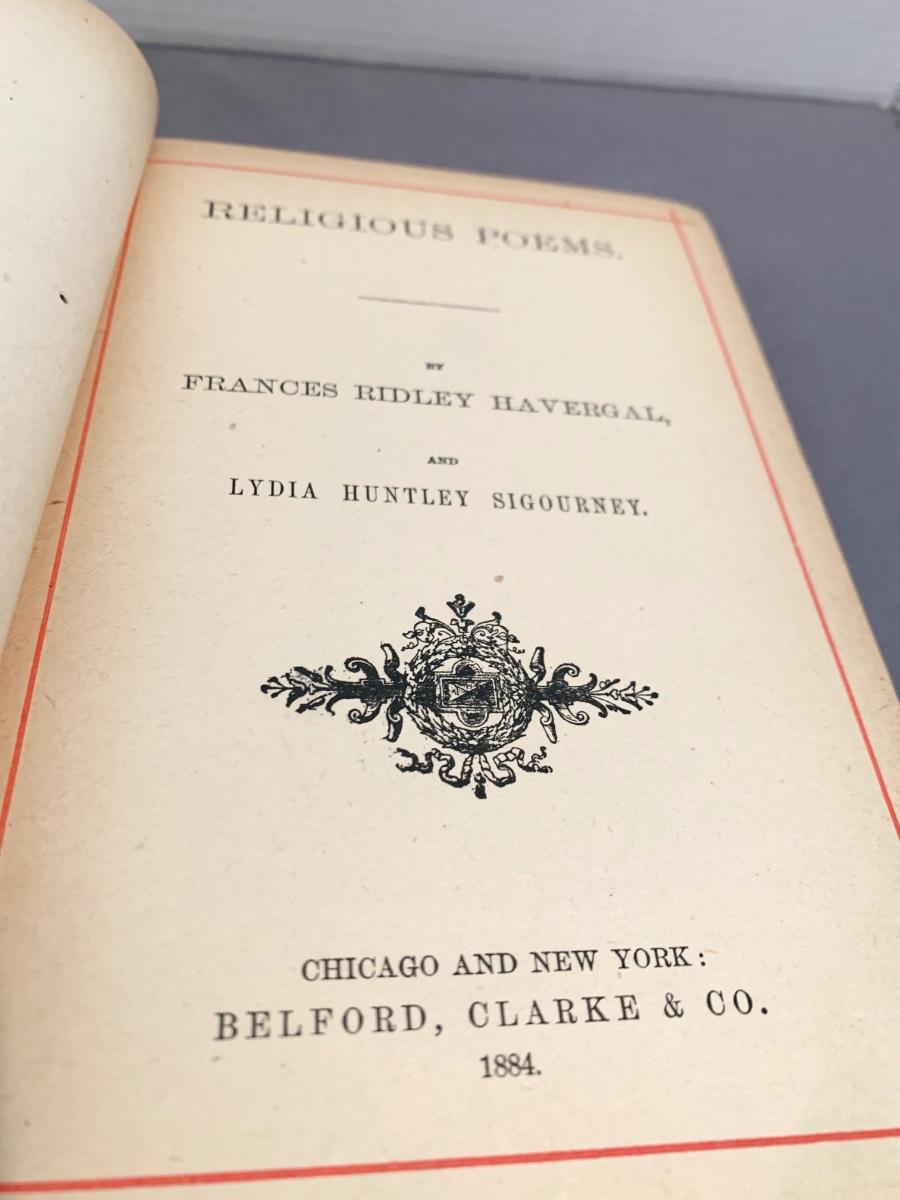 RELIGIOUS POEMS.
BY
FRANCES RIDLEY HAVERGAL,
AND
LYDIA HUNTLEY SIGOURNEY.
CHICAGO AND NEW YORK:
BELFORD, CLARKE & CO.
1884.